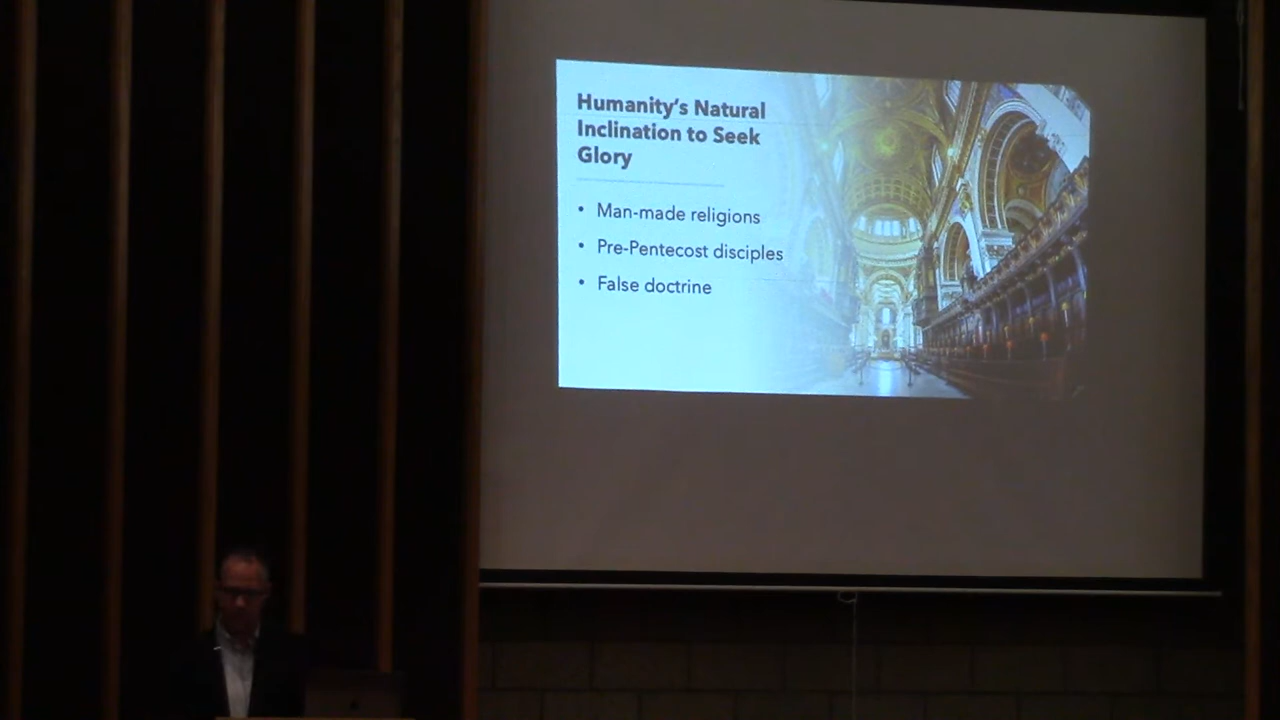 Humanity's Natural
Inclination to Seek
Glory
• Man-made religions
• Pre-Pentecost disciples
• False doctrine